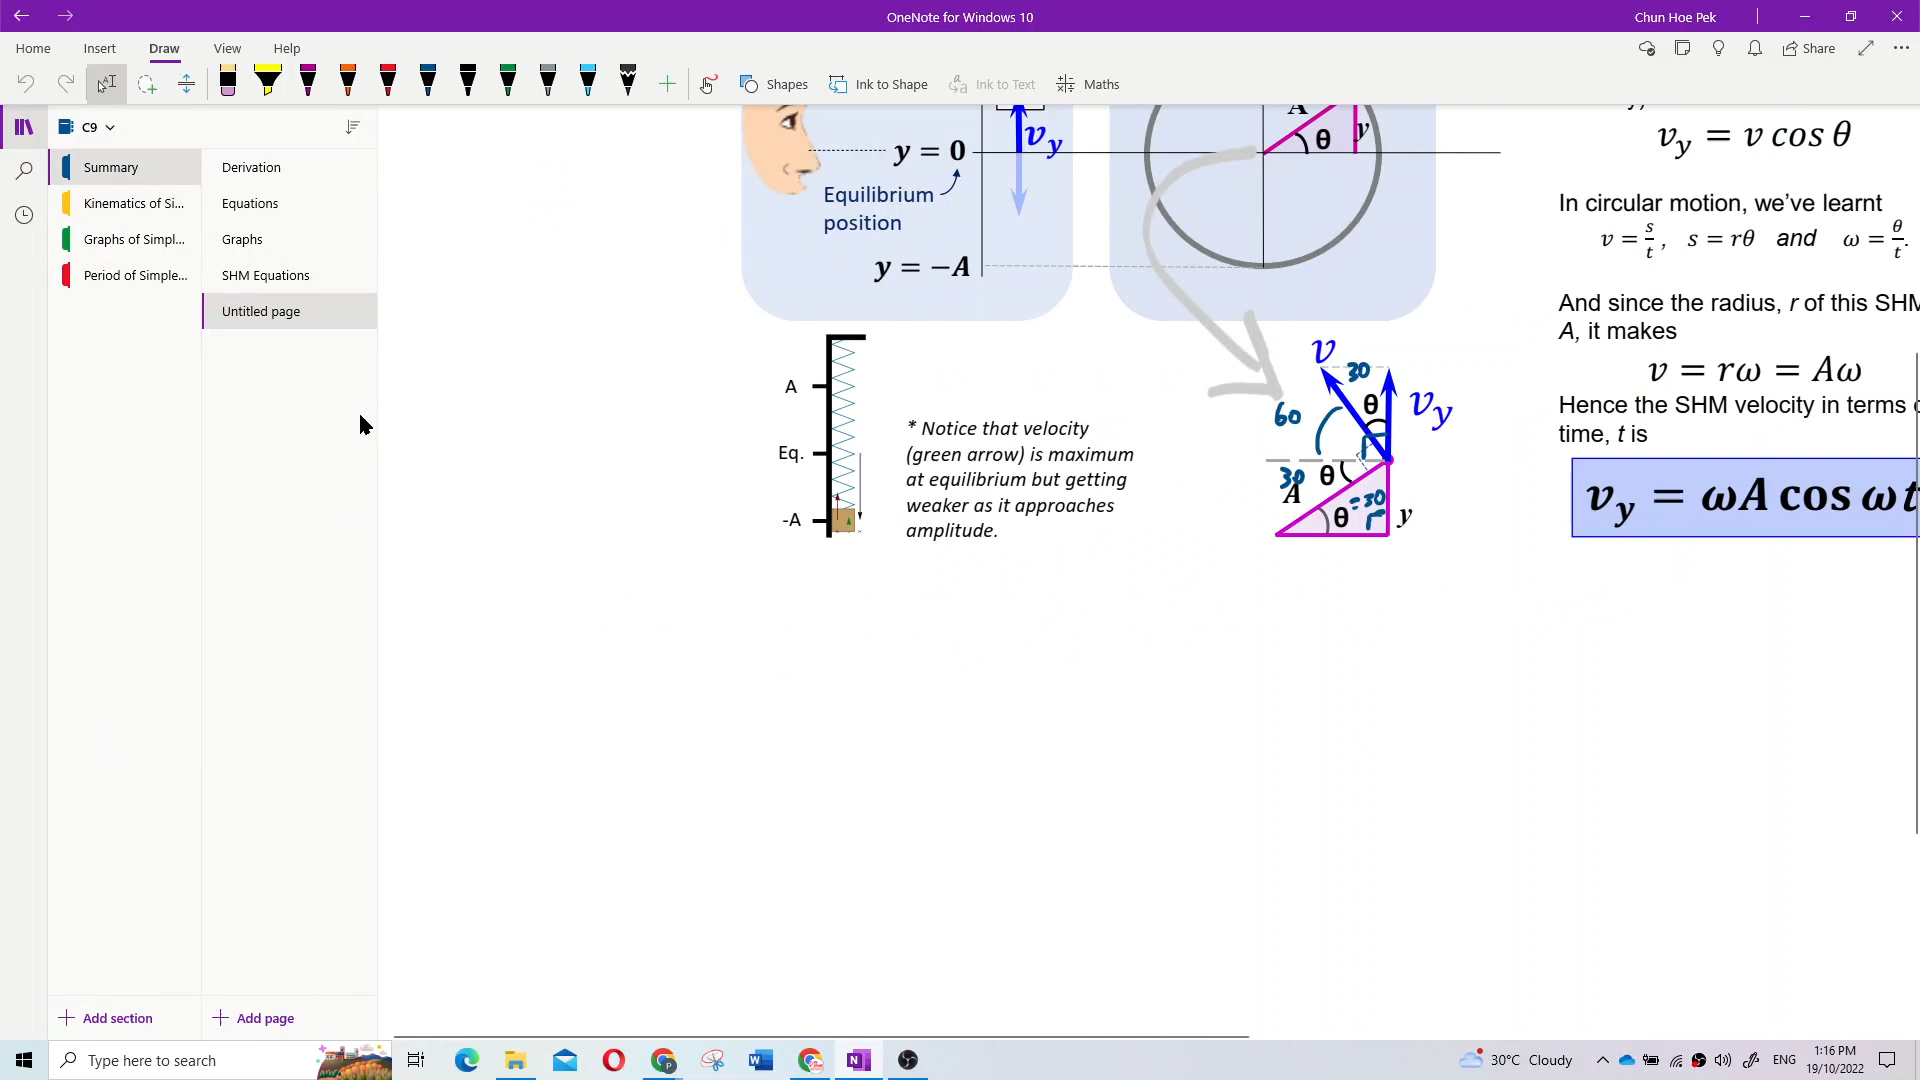 OneNote for Windows 10
Chun Hoe Pek
Home
Insert
Draw
View
Help
Share
Shapes
Ink to Shape
Ink to Text
Maths
C9
Summary
Kinematics of Si...
Graphs of Simpl...
Period of Simple...
Derivation
Equations
Graphs
SHM Equations
Untitled page
v_y
y = 0
Equilibrium
position
y = −A
A
θ
y
v_y = v cos θ
In circular motion, we've learnt
v = s/t , s = rθ and ω = θ/t.
And since the radius, r of this SHM
A, it makes
v = rω = Aω
Hence the SHM velocity in terms
time, t is
v_y = ωA cos ωt
A
Eq.
-A
* Notice that velocity
(green arrow) is maximum
at equilibrium but getting
weaker as it approaches
amplitude.
v
30
60
θ
v_y
30
θ
A
=30
θ
y
Add section
Add page
Type here to search
30°C Cloudy
ENG
1:16 PM
19/10/2022